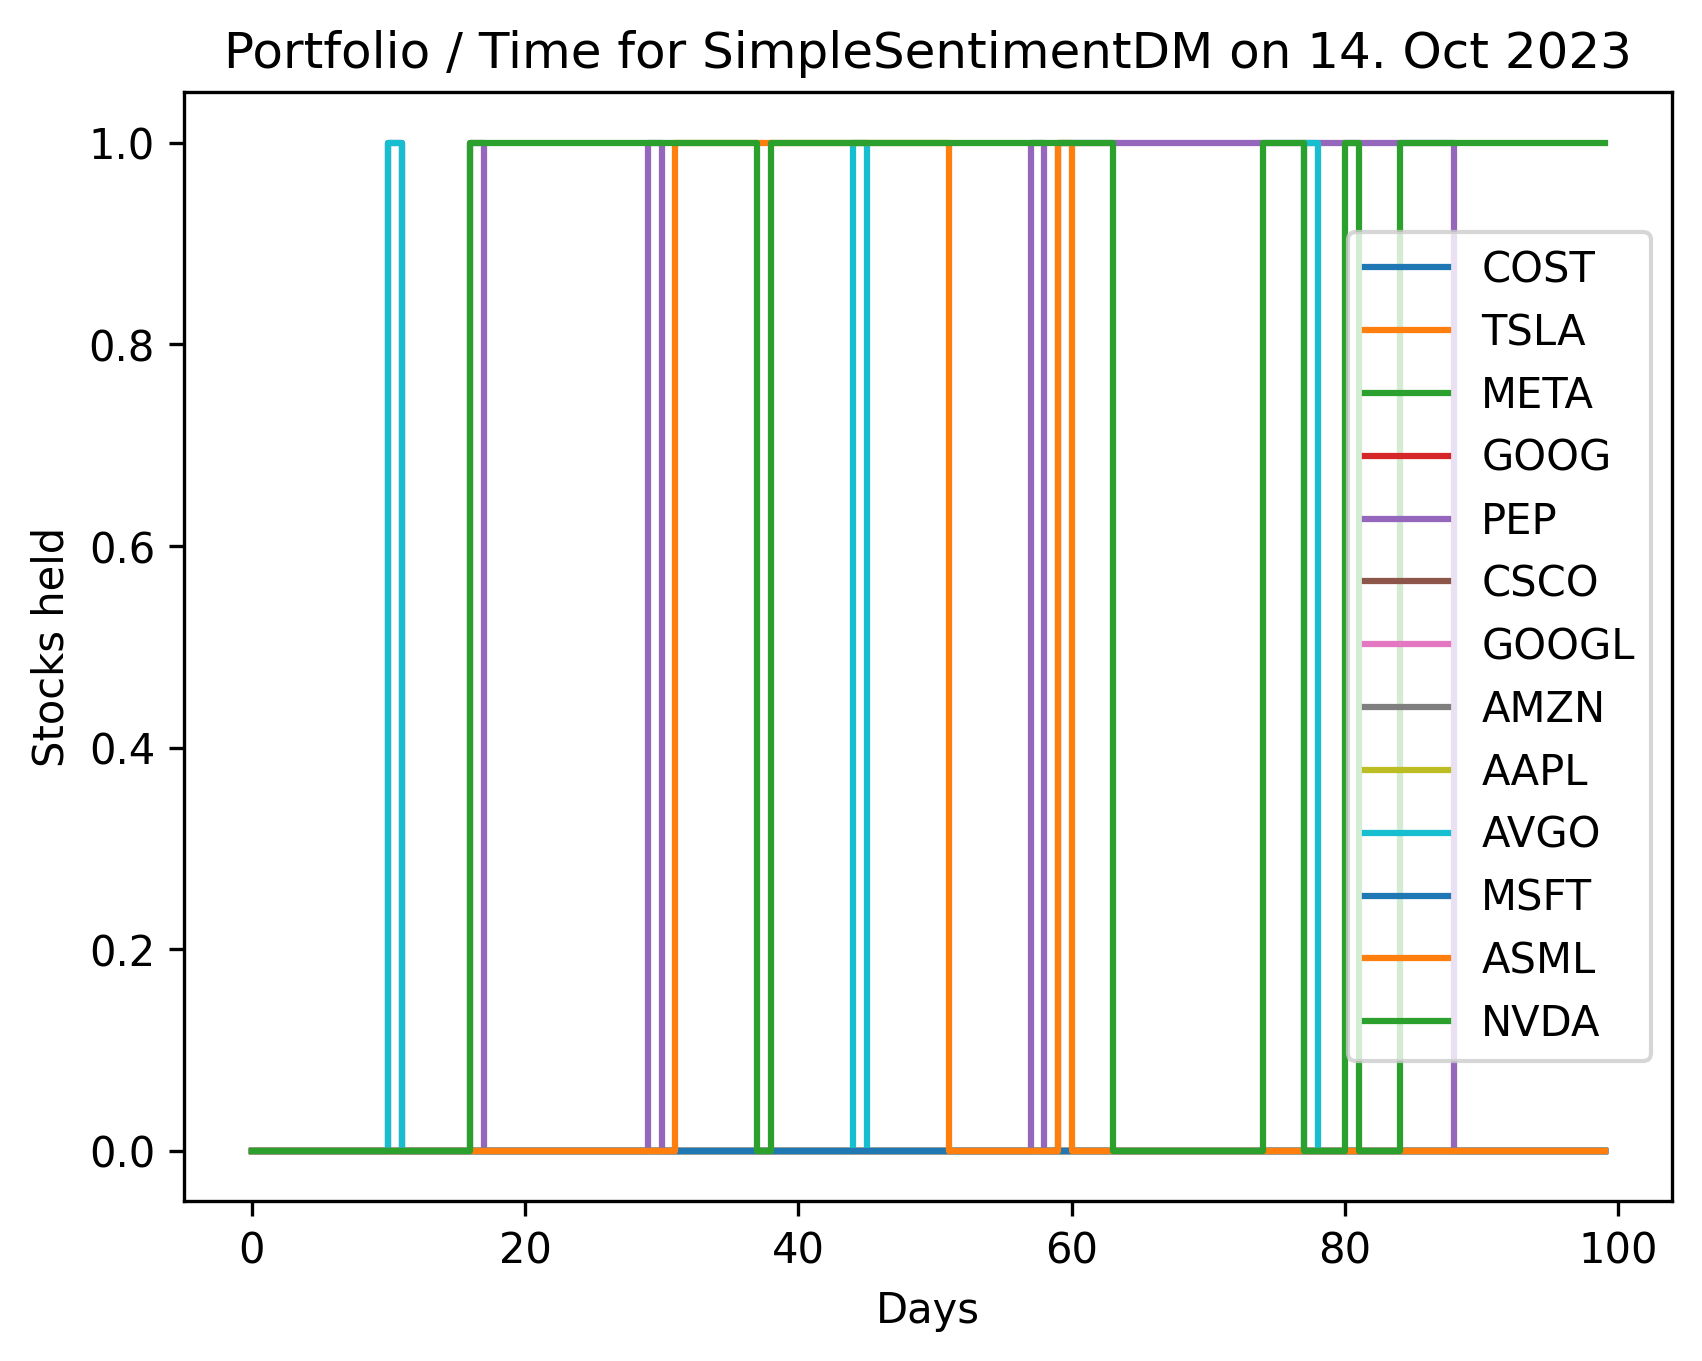 Portfolio / Time for SimpleSentimentDM on 14. Oct 2023
1.0
0.8
0.6
0.4
0.2
0.0
Stocks held
COST
TSLA
META
GOOG
PEP
CSCO
GOOGL
AMZN
AAPL
AVGO
MSFT
ASML
NVDA
0 20 40 60 80 100
Days